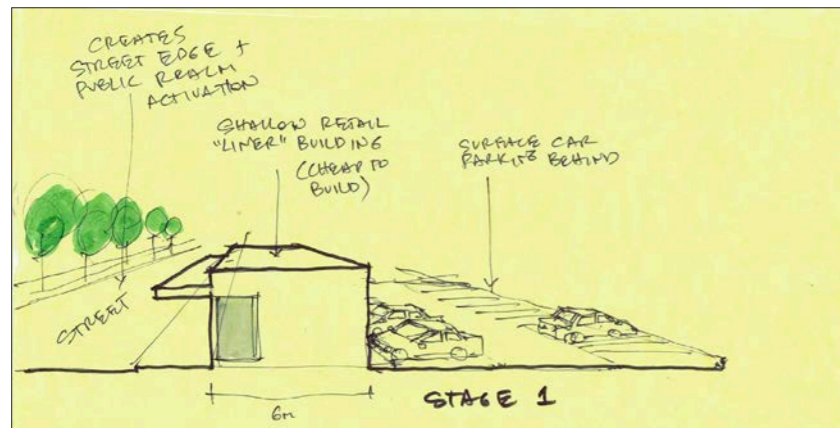 CREATES
STREET EDGE +
PUBLIC REALM
ACTIVATION
SHALLOW RETAIL
"LINER" BUILDING
(CHEAP TO
BUILD)
SURFACE CAR
PARKING BEHIND
STREET
6m
STAGE 1